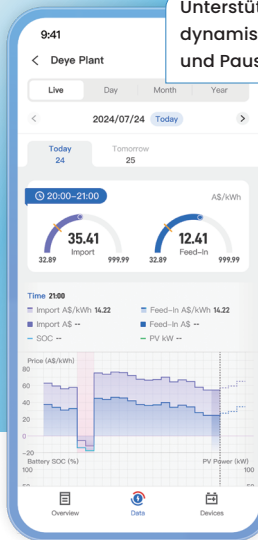 Unterstüt
dynamis
und Paus
9:41
Deye Plant
Live Day Month Year
2024/07/24 Today
Today Tomorrow
24 25
20:00-21:00 A$/kWh
35.41 12.41
Import Feed-In
32.89 999.99 32.89 999.99
Time 21:00
Import A$/kWh 14.22 Feed-In A$/kWh 14.22
Import A$ -- Feed-In A$ --
SOC -- PV kW --
Price (A$/kWh)
80
60
40
20
0
-20
Battery SOC (%) PV Power (kW)
100 100
50
Overview Data Devices